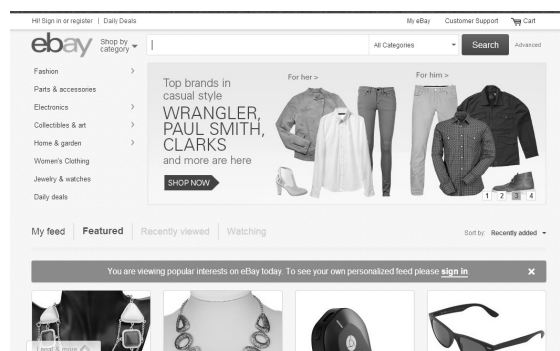 Hi! Sign in or register | Daily Deals
My eBay Customer Support Cart
ebay
Shop by
category
All Categories
Search
Advanced
Fashion
Parts & accessories
Electronics
Collectibles & art
Home & garden
Women's Clothing
Jewelry & watches
Daily deals
Top brands in
casual style
WRANGLER,
PAUL SMITH,
CLARKS
and more are here
SHOP NOW
For her >
For him >
1 2 3 4
My feed Featured Recently viewed Watching
Sort by: Recently added
You are viewing popular interests on eBay today. To see your own personalized feed please sign in.
Legal & more